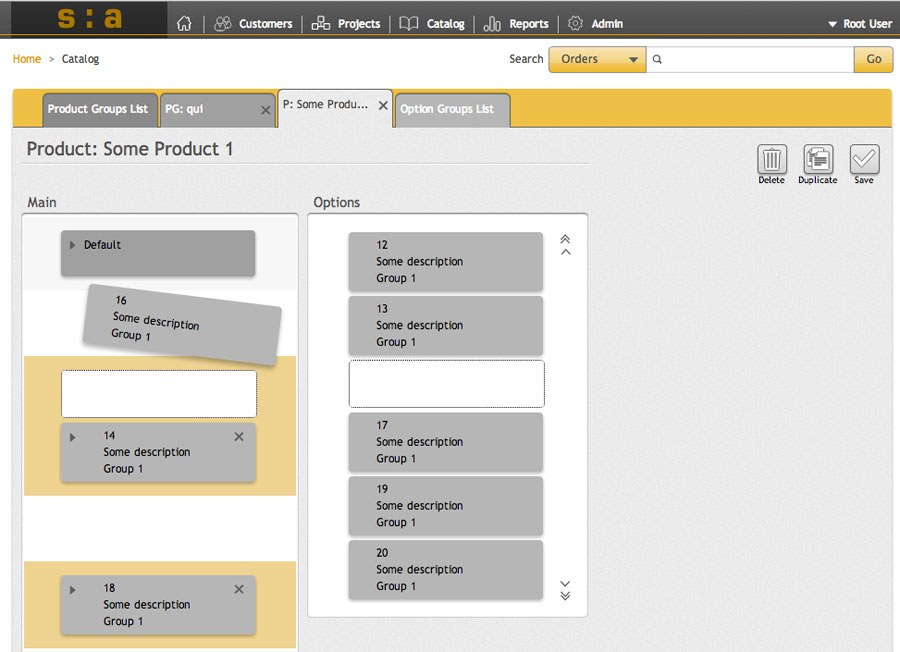 s:a
Customers
Projects
Catalog
Reports
Admin
Root User
Home > Catalog
Search
Orders
Go
Product Groups List
PG: qul
P: Some Produ...
Option Groups List
Product: Some Product 1
Delete
Duplicate
Save
Main
Default
16
Some description
Group 1
14
Some description
Group 1
18
Some description
Group 1
Options
12
Some description
Group 1
13
Some description
Group 1
17
Some description
Group 1
19
Some description
Group 1
20
Some description
Group 1